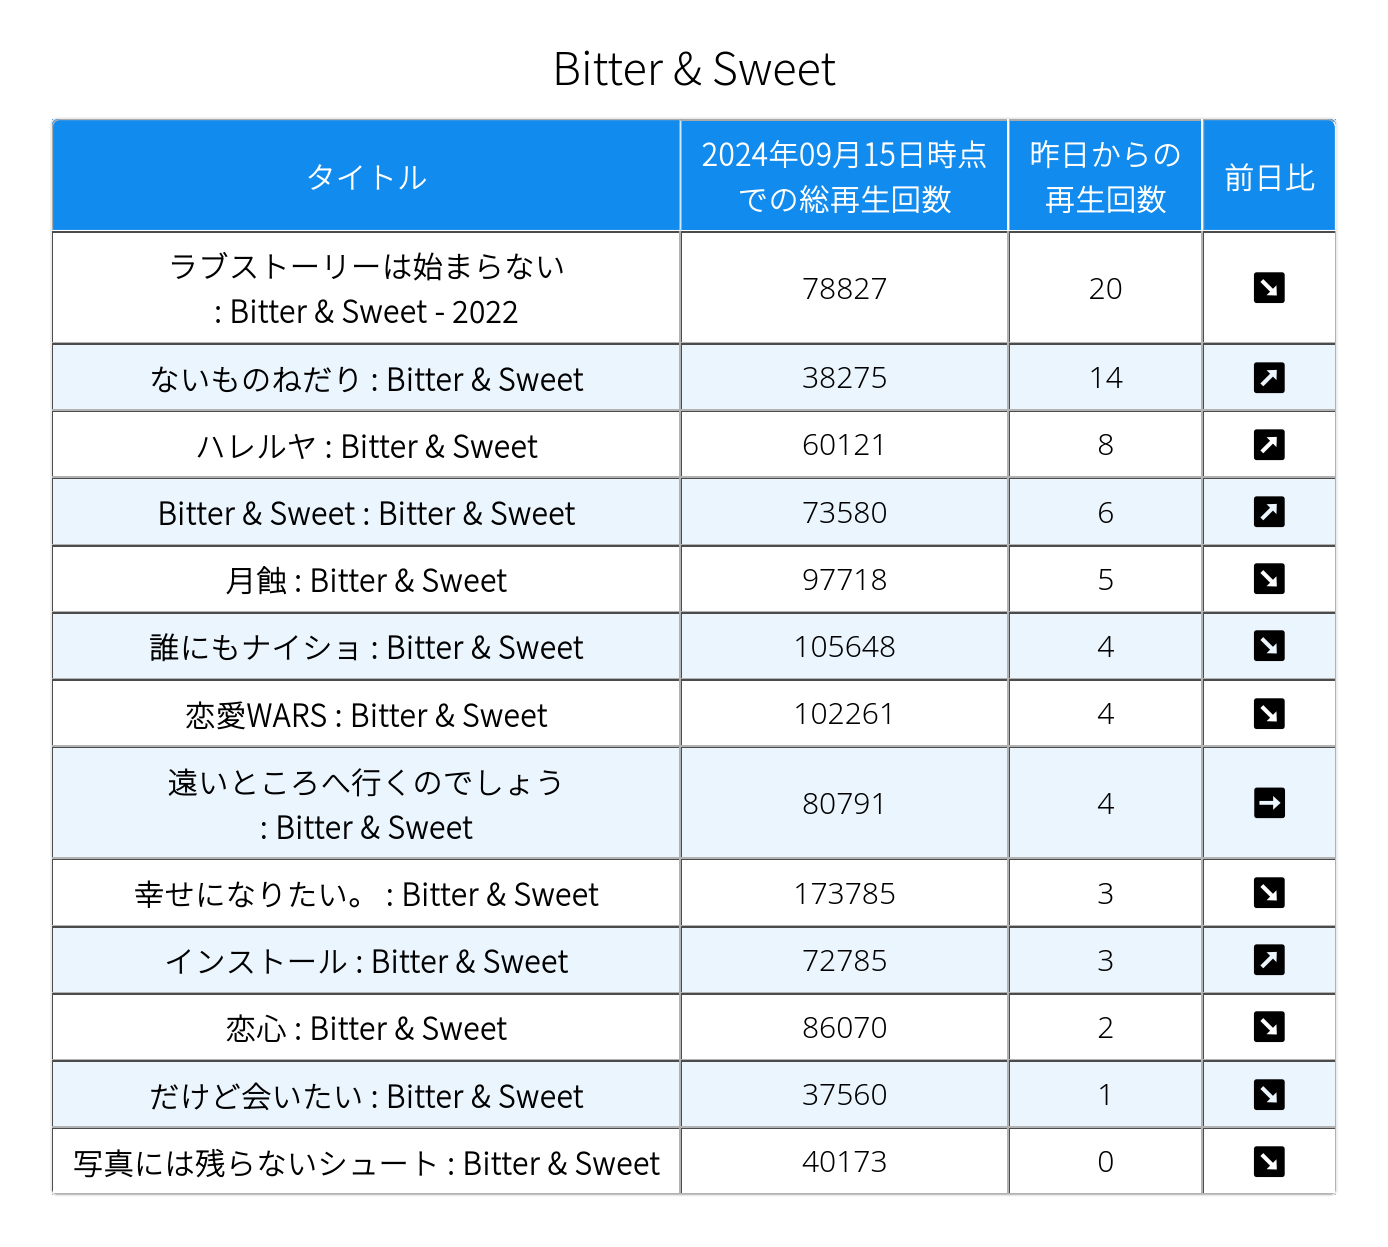 Bitter & Sweet
タイトル
2024年09月15日時点
での総再生回数
昨日からの
再生回数
前日比
ラブストーリーは始まらない
: Bitter & Sweet - 2022
78827
20
ないものねだり : Bitter & Sweet
38275
14
ハレルヤ : Bitter & Sweet
60121
8
Bitter & Sweet : Bitter & Sweet
73580
6
月蝕 : Bitter & Sweet
97718
5
誰にもナイショ : Bitter & Sweet
105648
4
恋愛WARS : Bitter & Sweet
102261
4
遠いところへ行くのでしょう
: Bitter & Sweet
80791
4
幸せになりたい。 : Bitter & Sweet
173785
3
インストール : Bitter & Sweet
72785
3
恋心 : Bitter & Sweet
86070
2
だけど会いたい : Bitter & Sweet
37560
1
写真には残らないシュート : Bitter & Sweet
40173
0